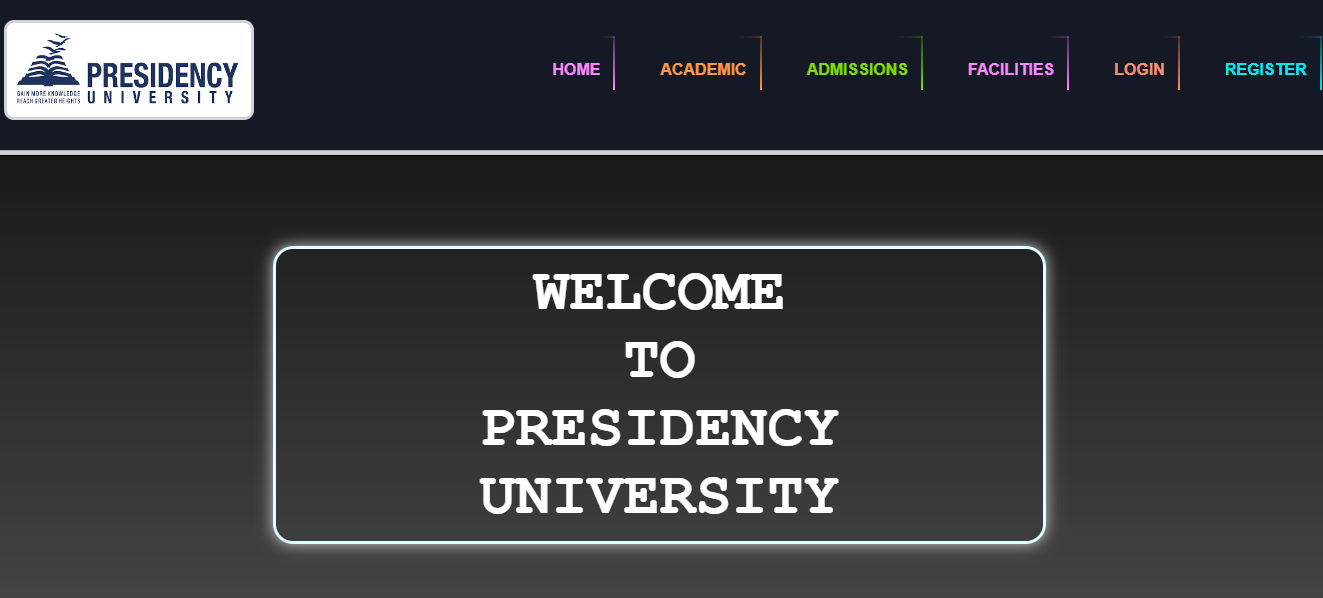 PRESIDENCY
UNIVERSITY
GAIN MORE KNOWLEDGE
REACH GREATER HEIGHTS
HOME ACADEMIC ADMISSIONS FACILITIES LOGIN REGISTER
WELCOME
TO
PRESIDENCY
UNIVERSITY